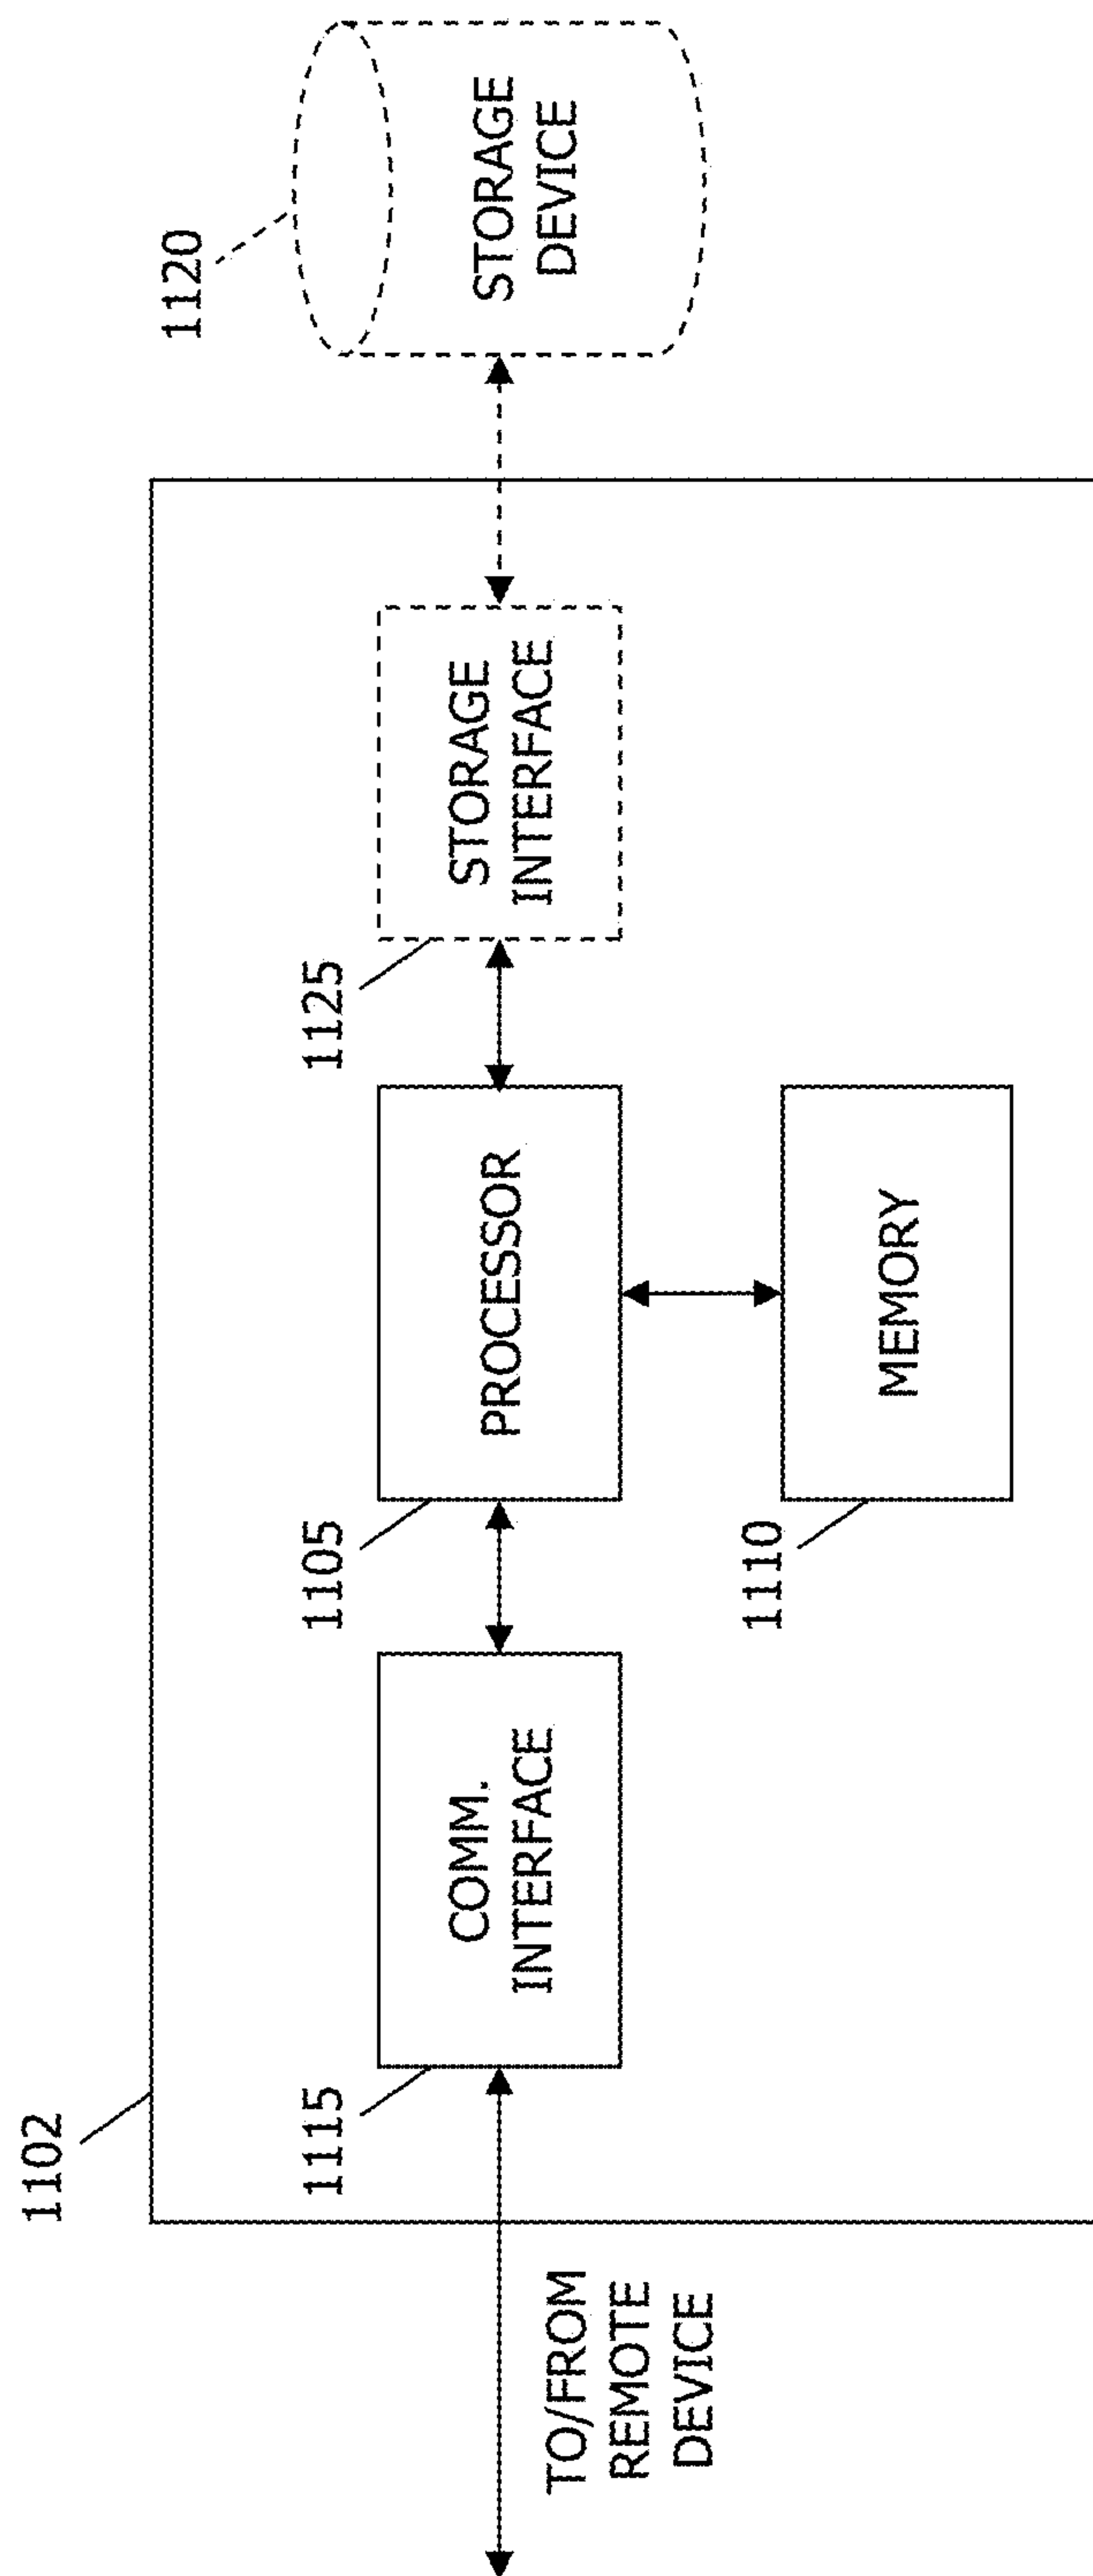 1102
1120
1115
1105
1125
COMM.
INTERFACE
PROCESSOR
STORAGE
INTERFACE
STORAGE
DEVICE
TO/FROM
REMOTE
DEVICE
1110
MEMORY